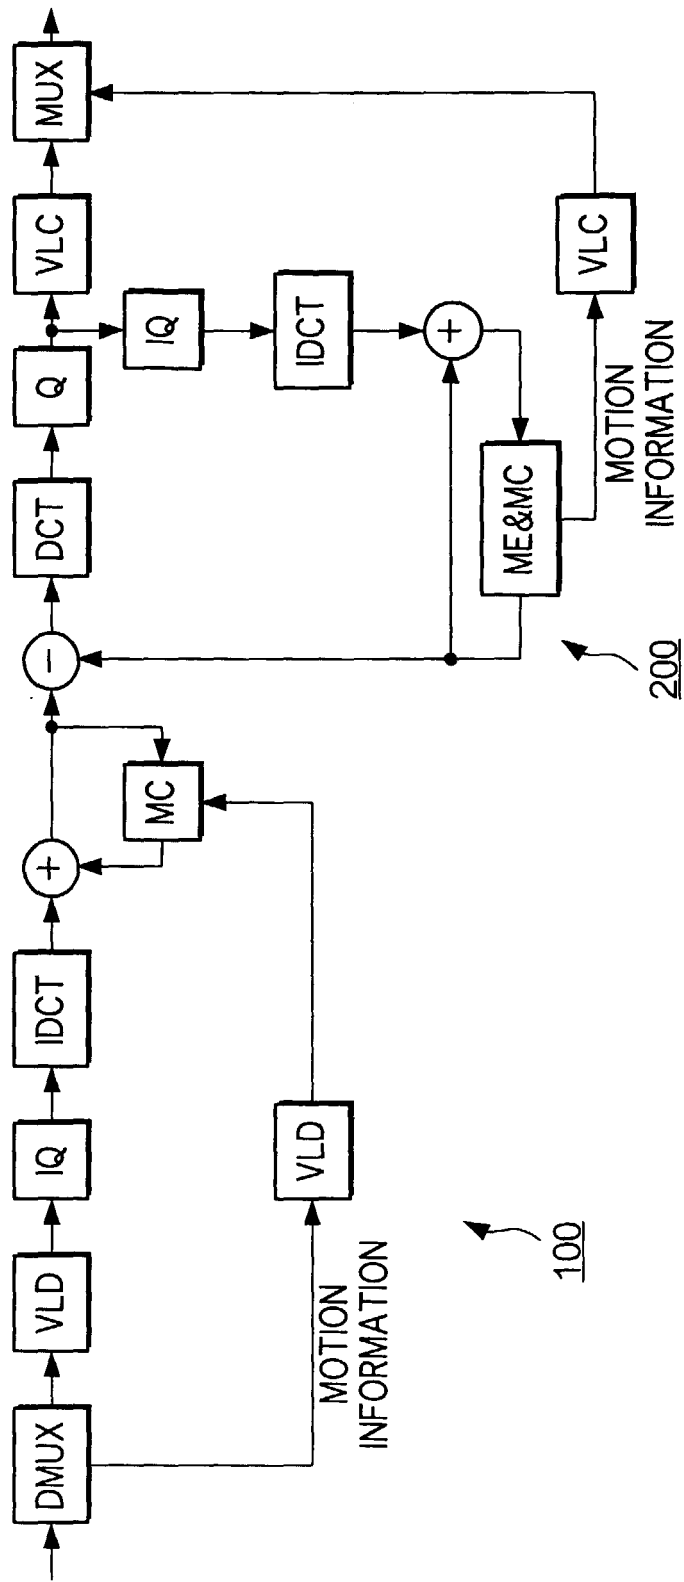 DMUX
VLD
IQ
IDCT
+
−
DCT
Q
VLC
MUX
MC
IQ
IDCT
+
VLD
MOTION
INFORMATION
ME&MC
VLC
MOTION
INFORMATION
100
200